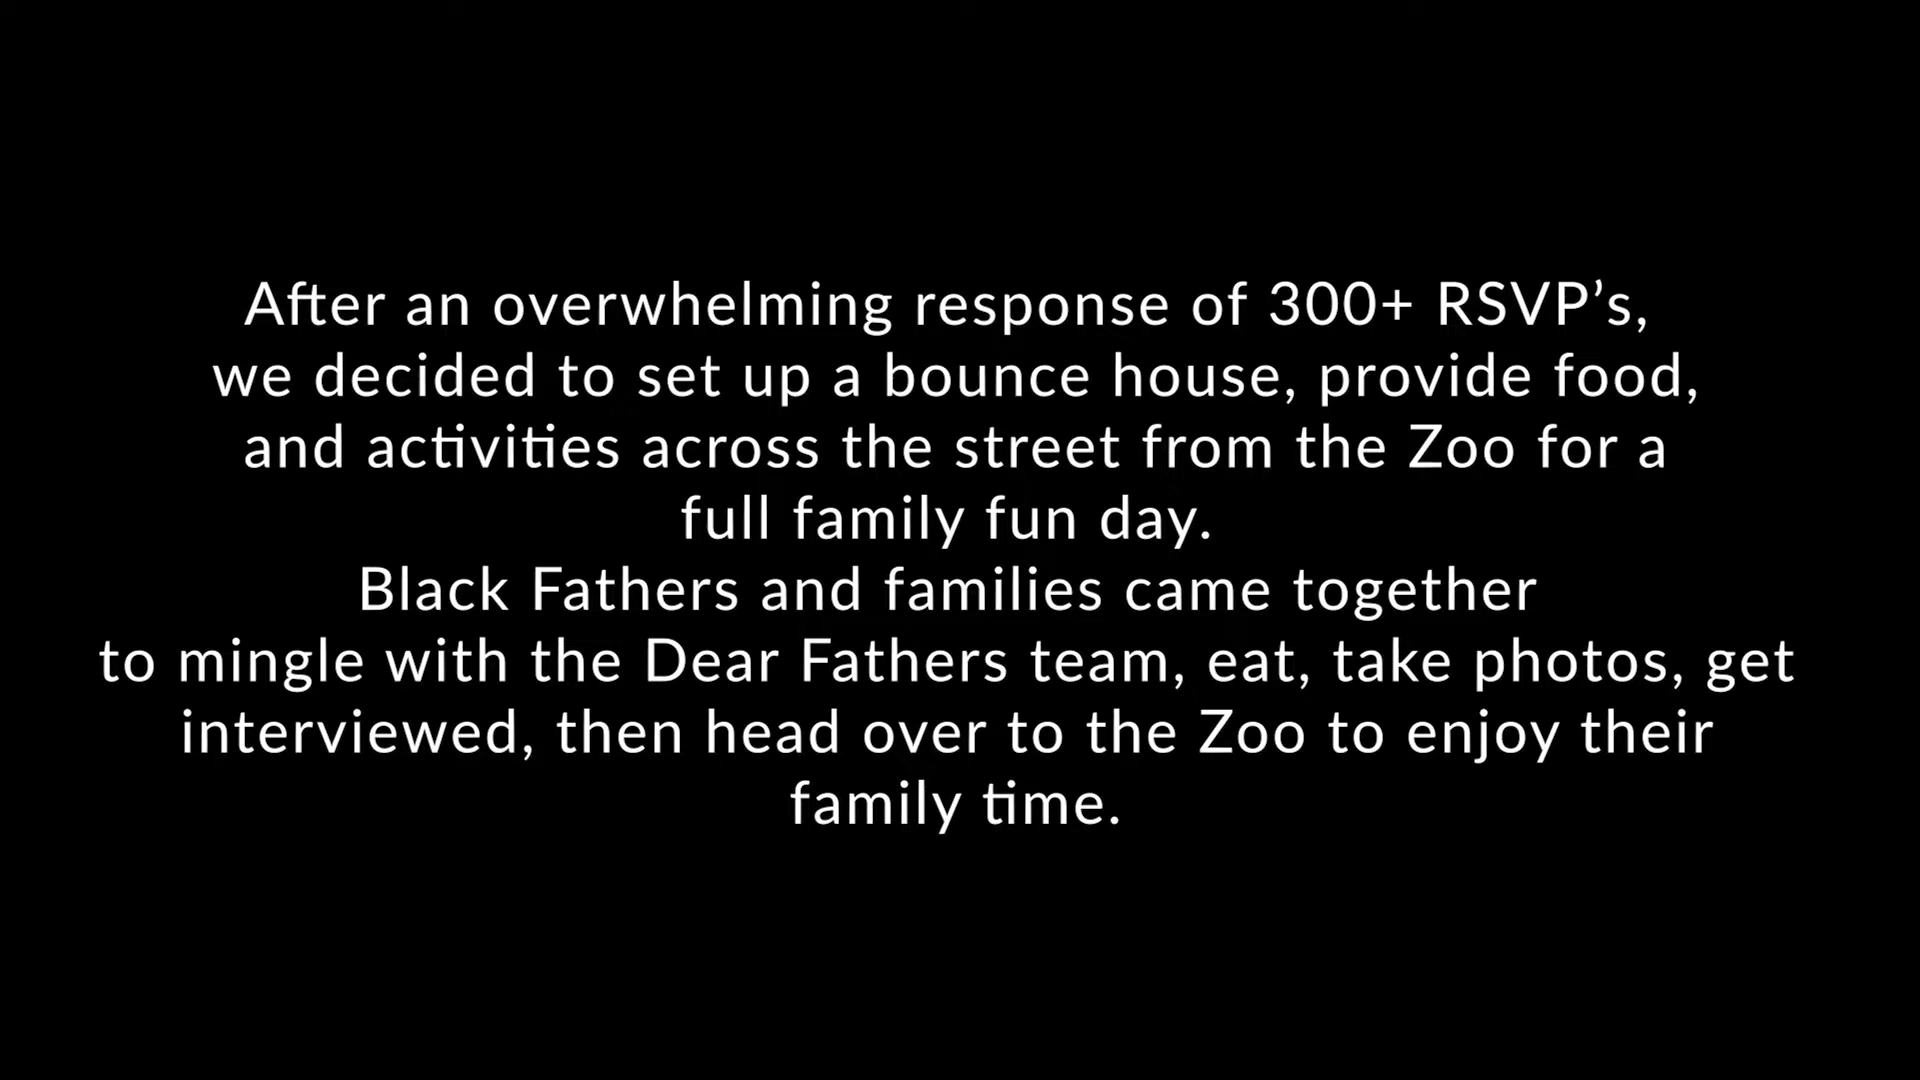 After an overwhelming response of 300+ RSVP’s,
we decided to set up a bounce house, provide food,
and activities across the street from the Zoo for a
full family fun day.
Black Fathers and families came together
to mingle with the Dear Fathers team, eat, take photos, get
interviewed, then head over to the Zoo to enjoy their
family time.